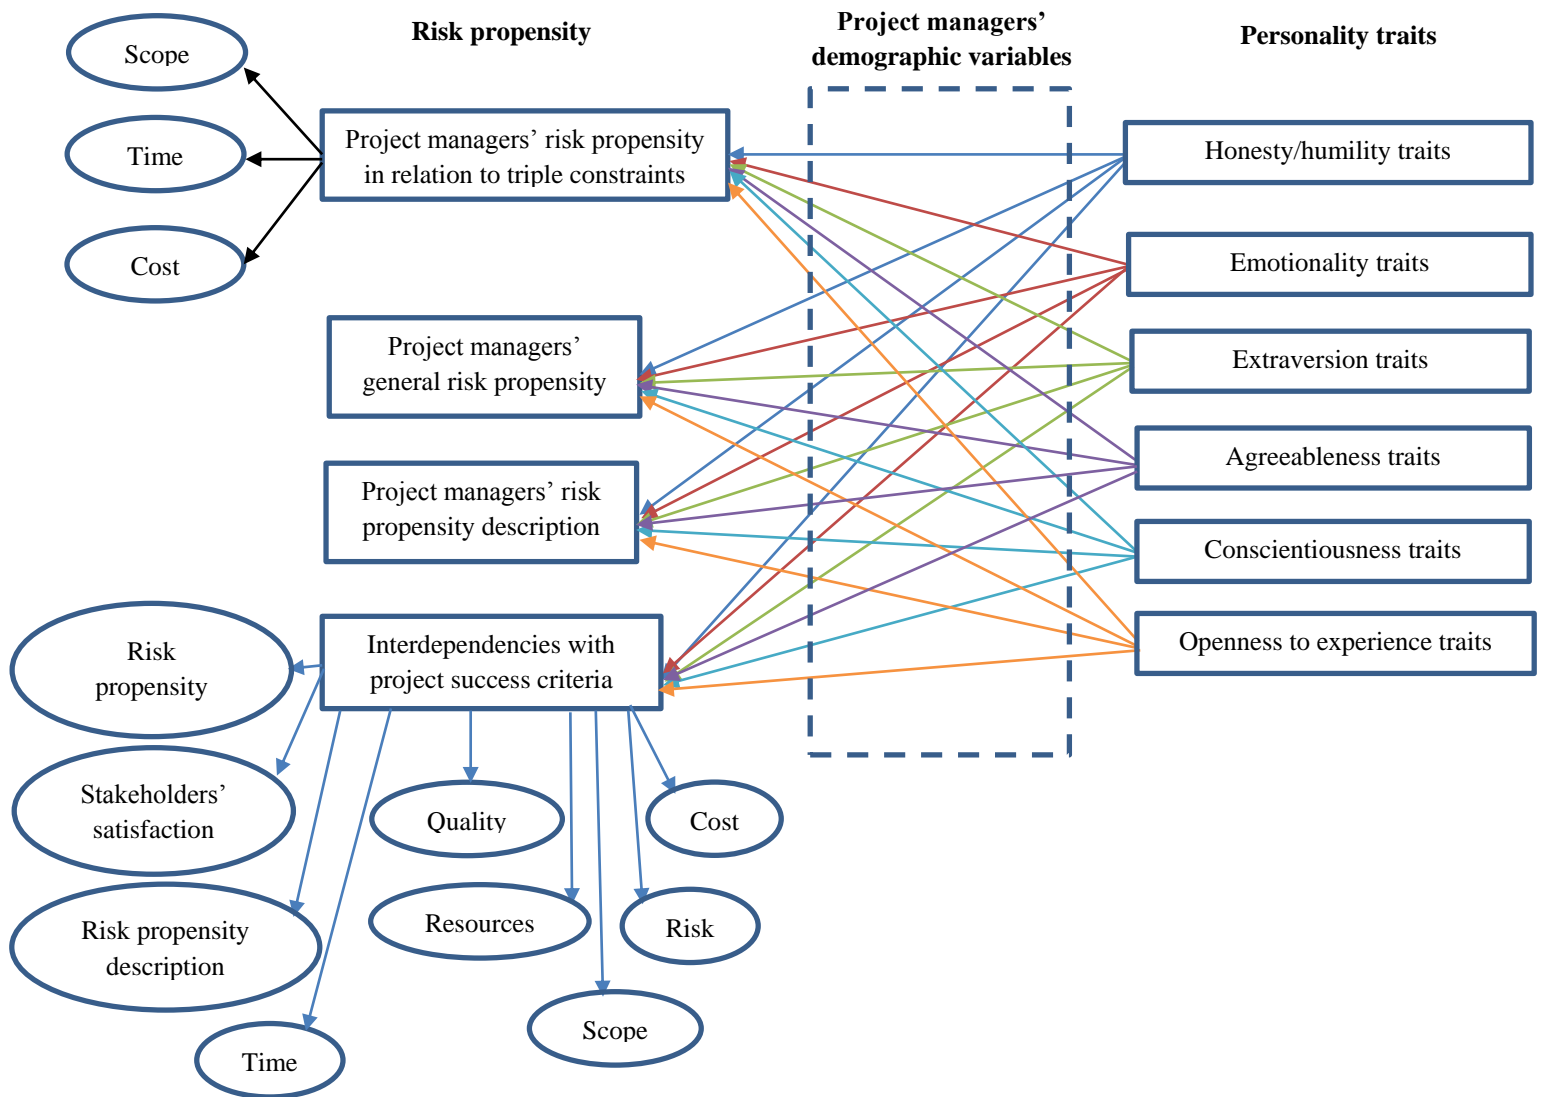 Scope
Time
Cost
Risk propensity
Project managers’ risk propensity
in relation to triple constraints
Project managers’
general risk propensity
Project managers’ risk
propensity description
Interdependencies with
project success criteria
Project managers’
demographic variables
Personality traits
Honesty/humility traits
Emotionality traits
Extraversion traits
Agreeableness traits
Conscientiousness traits
Openness to experience traits
Risk
propensity
Stakeholders’
satisfaction
Risk propensity
description
Time
Quality
Resources
Scope
Cost
Risk